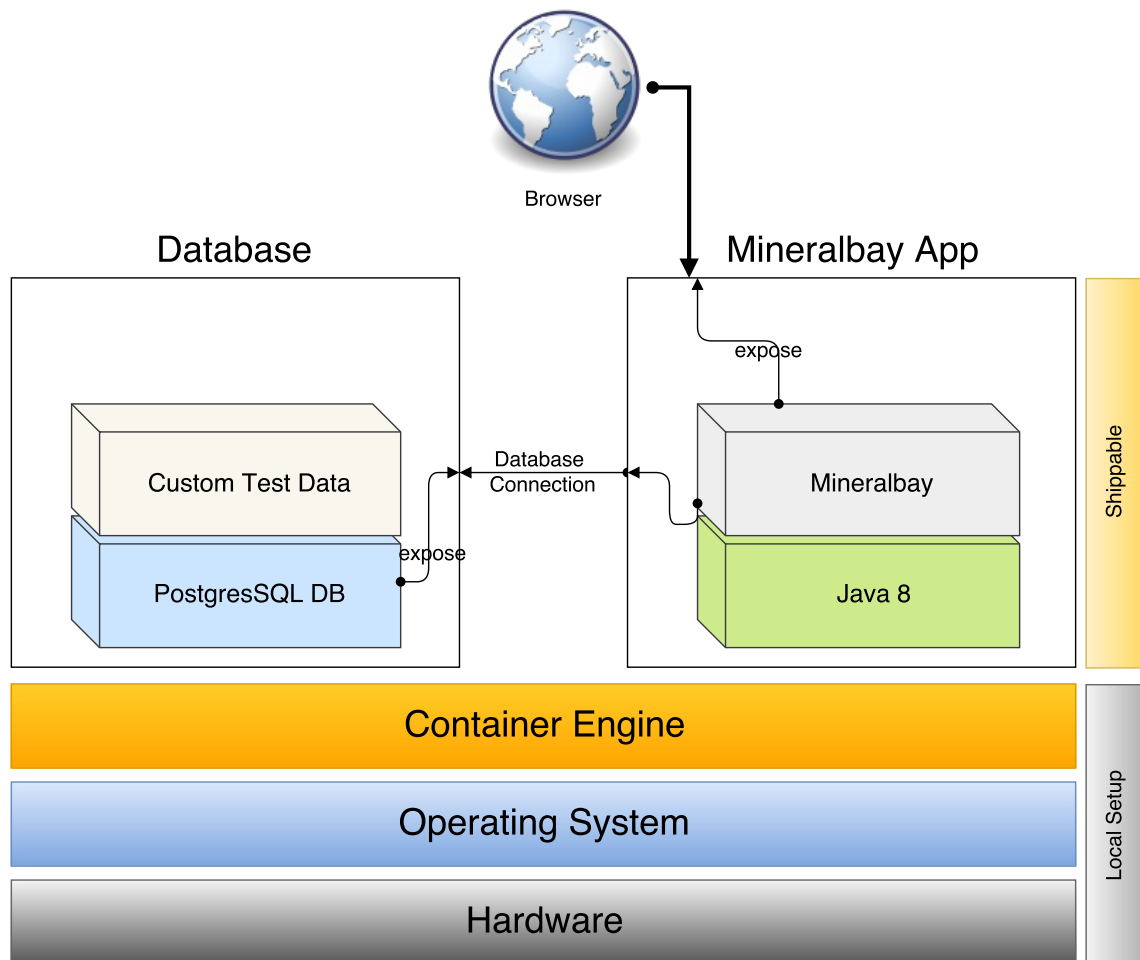 Browser
Database
Mineralbay App
expose
Custom Test Data
Database
Connection
Mineralbay
expose
PostgresSQL DB
Java 8
Shippable
Container Engine
Operating System
Hardware
Local Setup